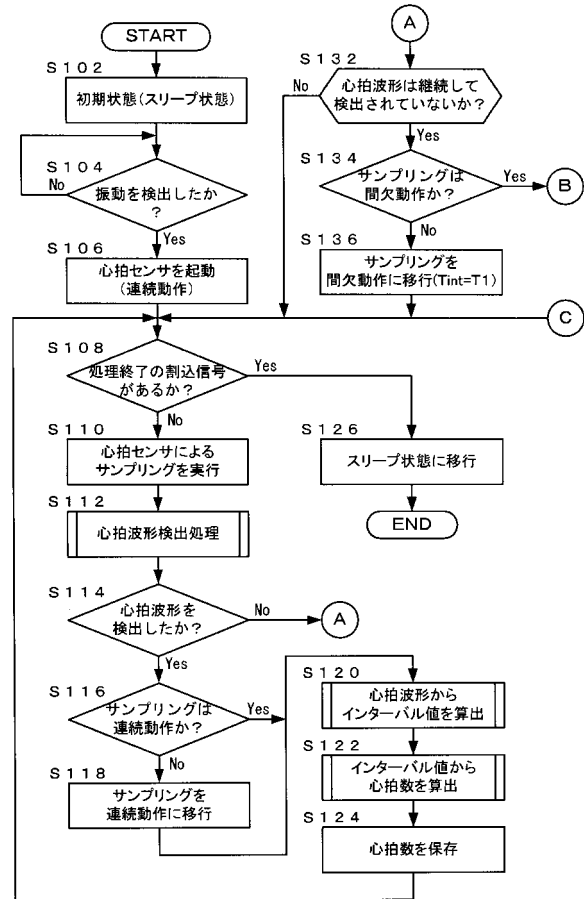 START
S102
初期状態(スリープ状態)
S104
振動を検出したか
?
No
Yes
S106
心拍センサを起動
(連続動作)
S108
処理終了の割込信号
があるか?
Yes
No
S110
心拍センサによる
サンプリングを実行
S112
心拍波形検出処理
S114
心拍波形を
検出したか?
No
A
Yes
S116
サンプリングは
連続動作か?
Yes
No
S118
サンプリングを
連続動作に移行
A
S132
心拍波形は継続して
検出されていないか?
No
Yes
S134
サンプリングは
間欠動作か?
Yes
B
No
S136
サンプリングを
間欠動作に移行(Tint=T1)
C
S126
スリープ状態に移行
END
S120
心拍波形から
インターバル値を算出
S122
インターバル値から
心拍数を算出
S124
心拍数を保存